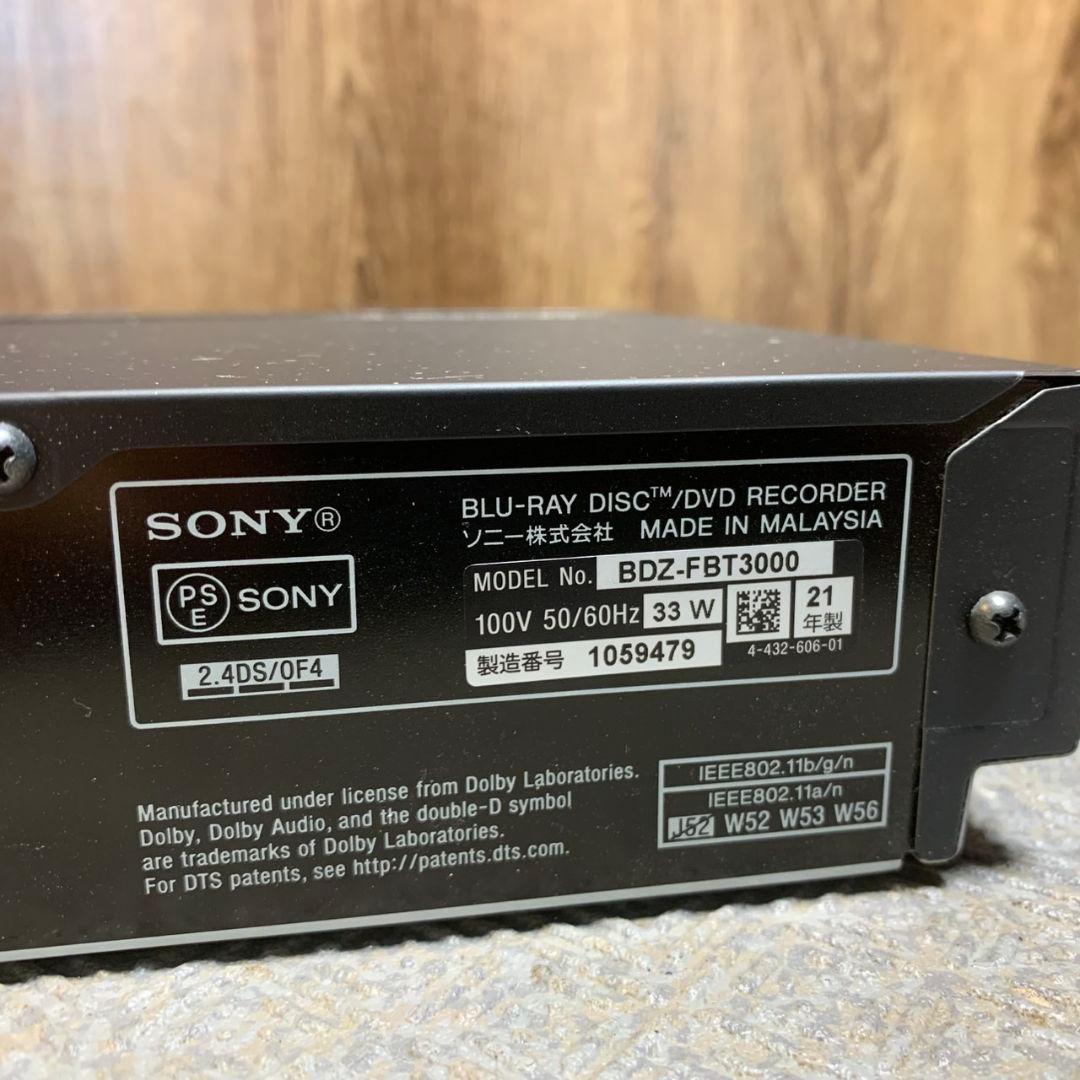 SONY®
BLU-RAY DISC™/DVD RECORDER
ソニー株式会社 MADE IN MALAYSIA
PSE SONY
MODEL No. BDZ-FBT3000
100V 50/60Hz 33 W
21年製
2.4DS/OF4
製造番号 1059479
4-432-606-01
Manufactured under license from Dolby Laboratories.
Dolby, Dolby Audio, and the double-D symbol
are trademarks of Dolby Laboratories.
For DTS patents, see http://patents.dts.com.
IEEE802.11b/g/n
IEEE802.11a/n
J52 W52 W53 W56